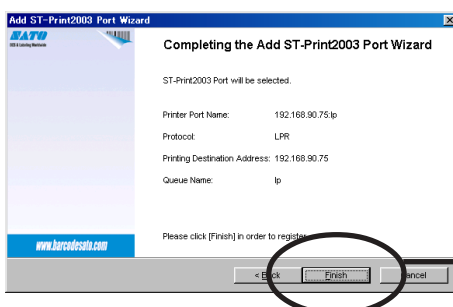 Add ST-Print2003 Port Wizard
SATO
Completing the Add ST-Print2003 Port Wizard
ST-Print2003 Port will be selected.
Printer Port Name: 192.168.90.75:lp
Protocol: LPR
Printing Destination Address: 192.168.90.75
Queue Name: lp
Please click [Finish] in order to register
www.barcodesato.com
< B ck Finish ancel